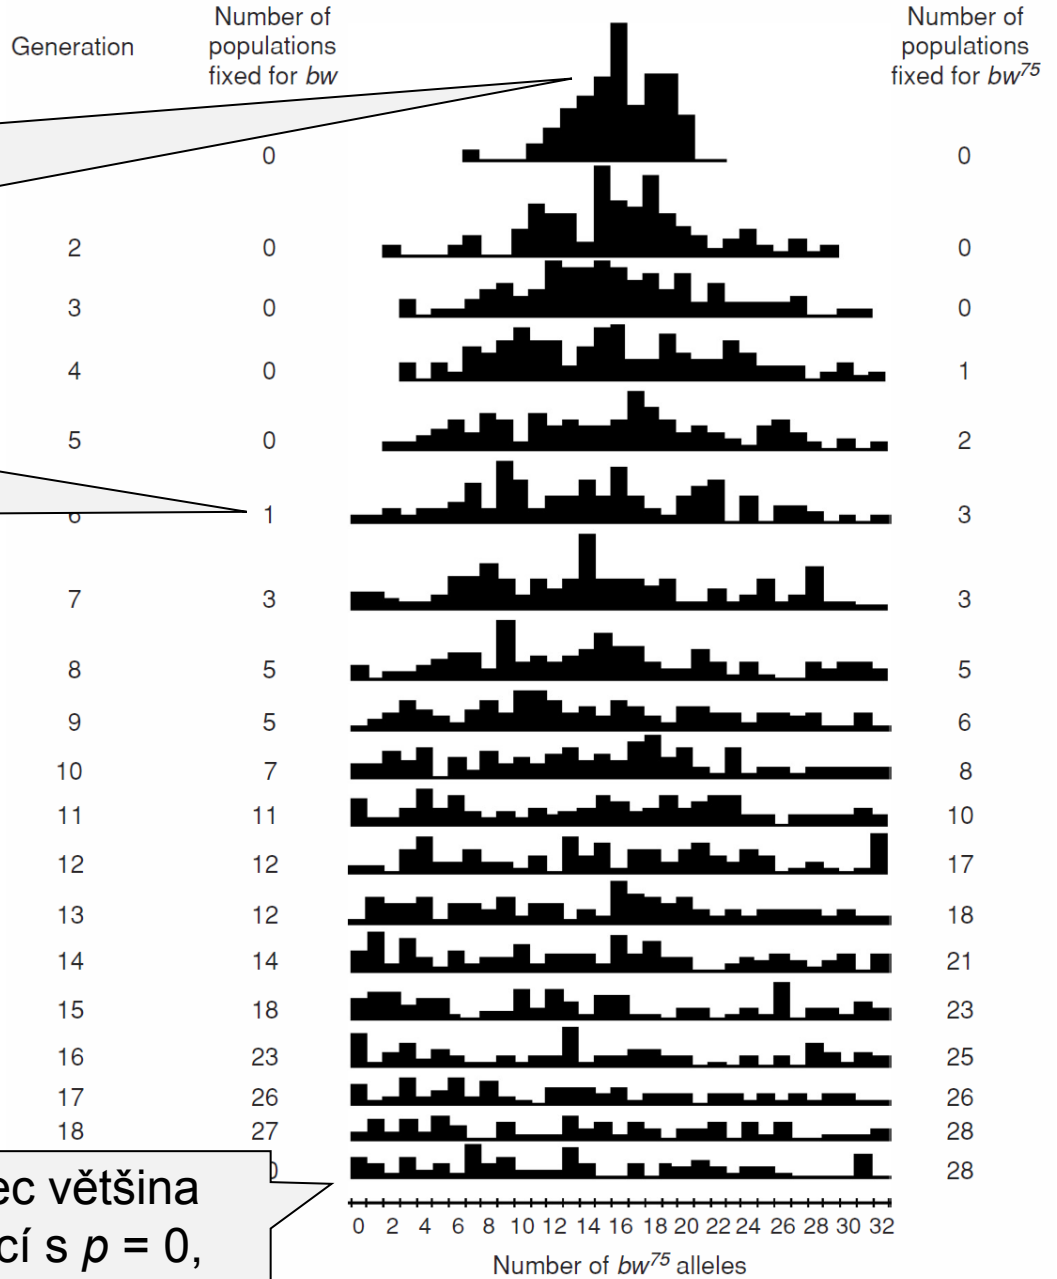 Number of
populations
fixed for bw
Generation
Number of
populations
fixed for bw75
0 0
2 0 0
3 0 0
4 0 1
5 0 2
6 1 3
7 3 3
8 5 5
9 5 6
10 7 8
11 11 10
12 12 17
13 12 18
14 14 21
15 18 23
16 23 25
17 26 26
18 27 28
28
0 2 4 6 8 10 12 14 16 18 20 22 24 26 28 30 32
Number of bw75 alleles
ec většina
cí s p = 0,